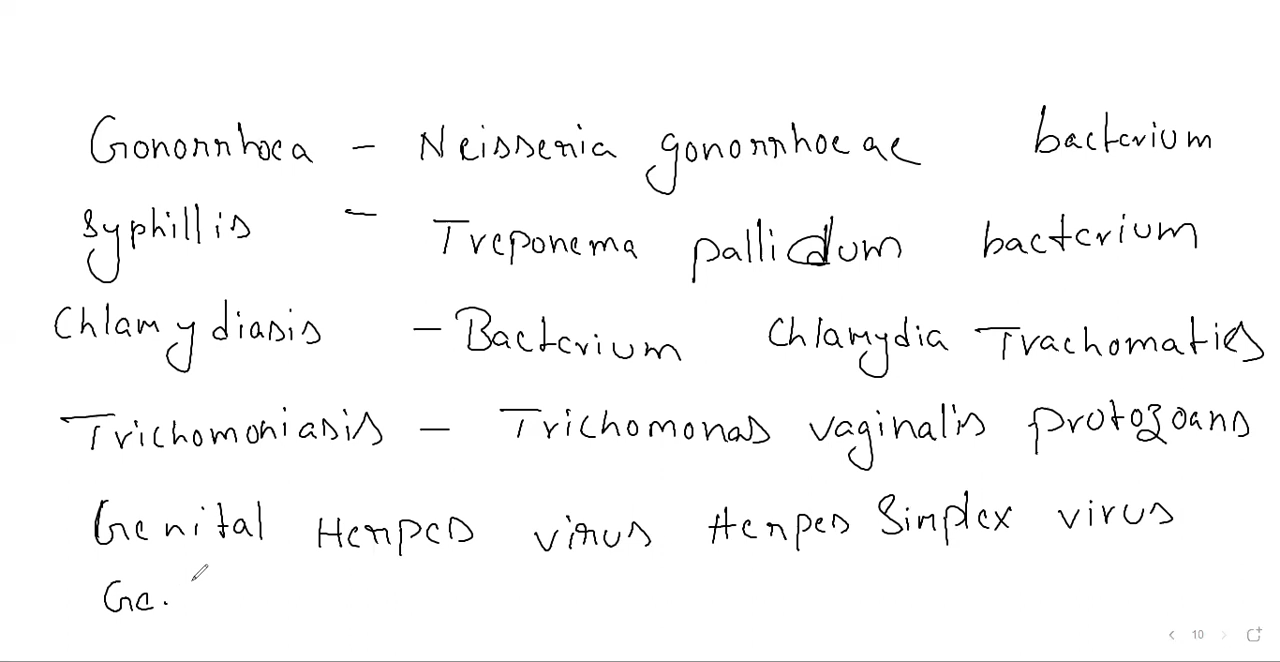 Gonorrhoea - Neisseria gonorrhoeae bacterium
Syphillis - Treponema pallidum bacterium
Chlamydiasis - Bacterium Chlamydia Trachomaties
Trichomoniasis - Trichomonas vaginalis protozoans
Genital Herpes virus Herpes Simplex virus
Ge.
10